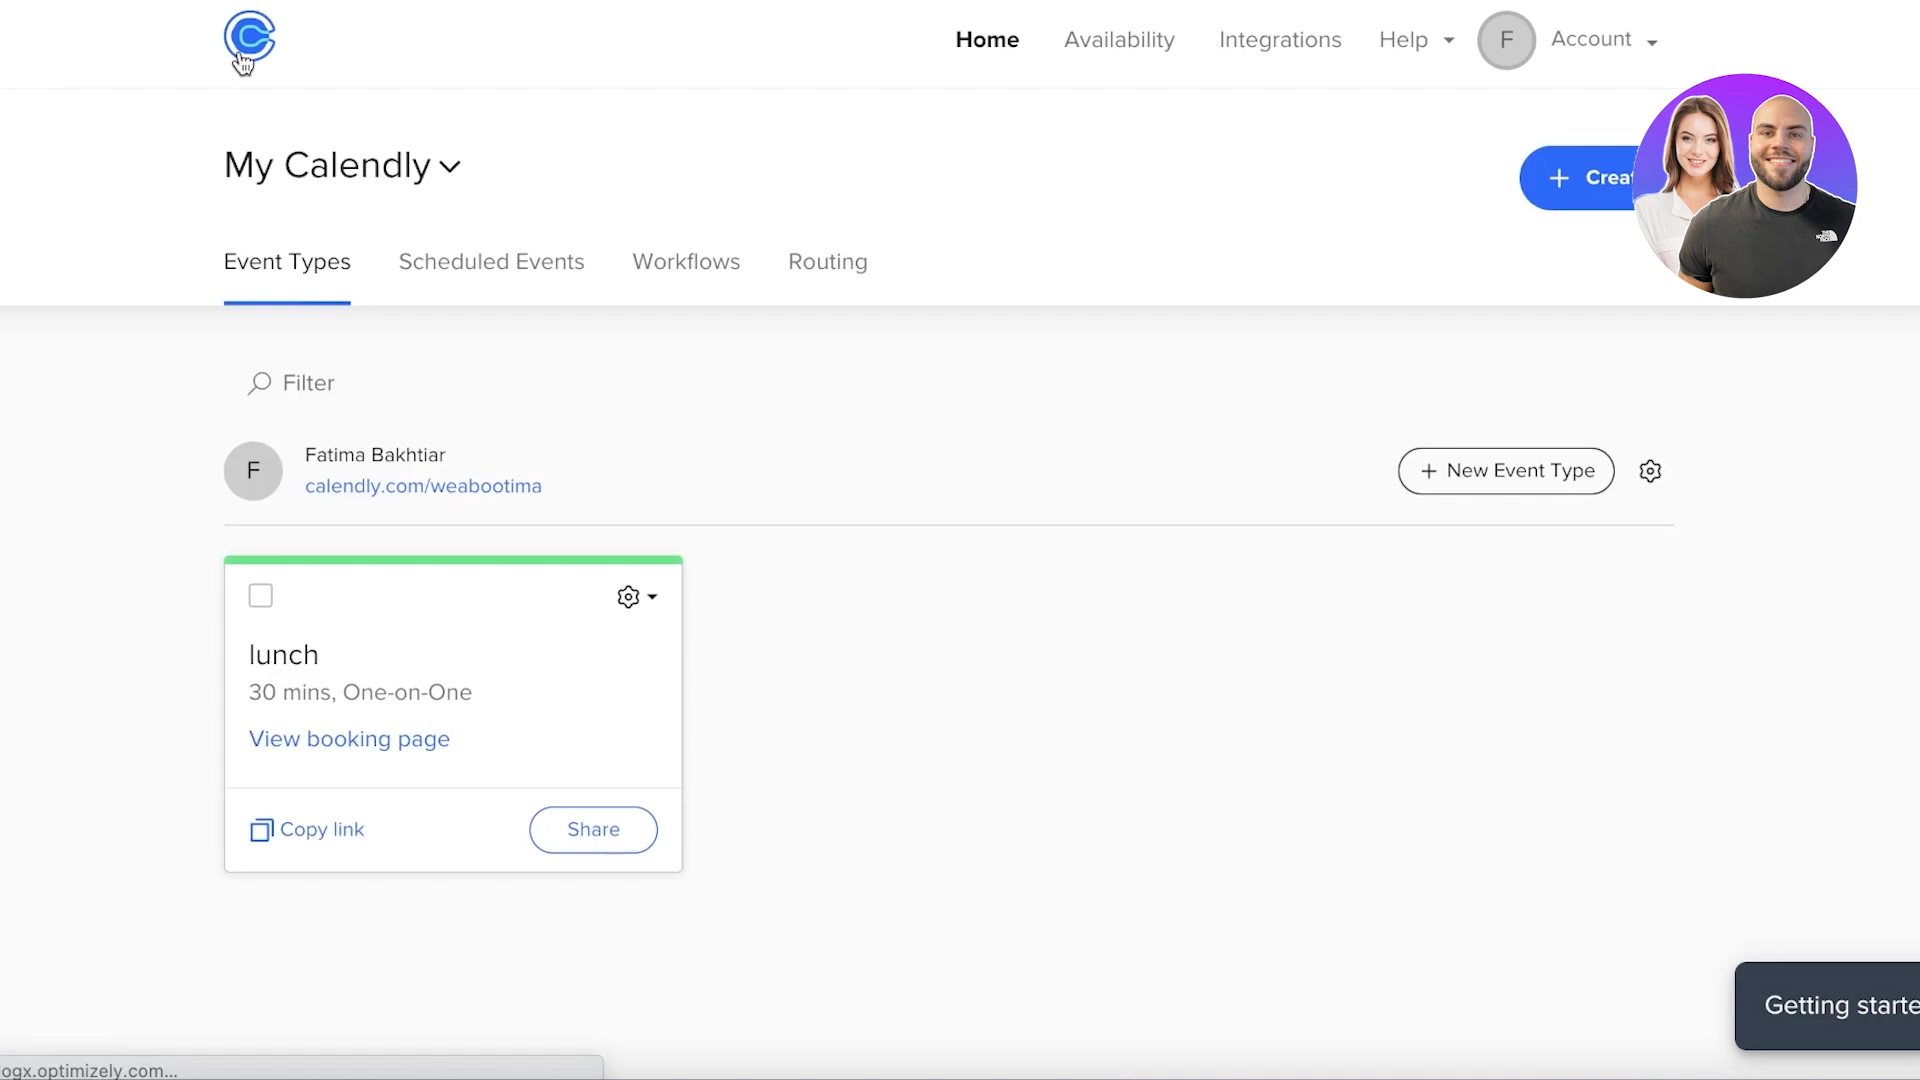 Home Availability Integrations Help F Account
My Calendly
+ Crea
Event Types Scheduled Events Workflows Routing
Filter
F
Fatima Bakhtiar
calendly.com/weabootima
+ New Event Type
lunch
30 mins, One-on-One
View booking page
Copy link
Share
Getting starte
ogx.optimizely.com...